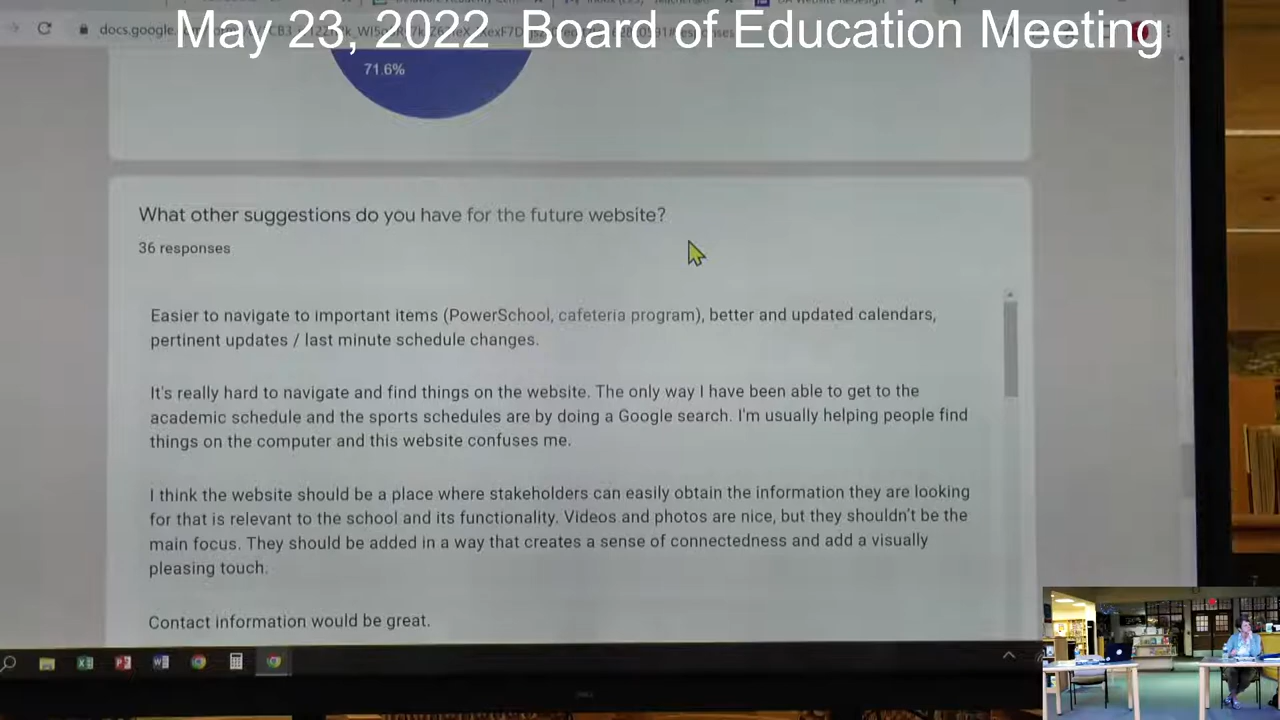 May 23, 2022 Board of Education Meeting
docs.google.
71.6%
What other suggestions do you have for the future website?
36 responses
Easier to navigate to important items (PowerSchool, cafeteria program), better and updated calendars,
pertinent updates / last minute schedule changes.
It's really hard to navigate and find things on the website. The only way I have been able to get to the
academic schedule and the sports schedules are by doing a Google search. I'm usually helping people find
things on the computer and this website confuses me.
I think the website should be a place where stakeholders can easily obtain the information they are looking
for that is relevant to the school and its functionality. Videos and photos are nice, but they shouldn't be the
main focus. They should be added in a way that creates a sense of connectedness and add a visually
pleasing touch.
Contact information would be great.